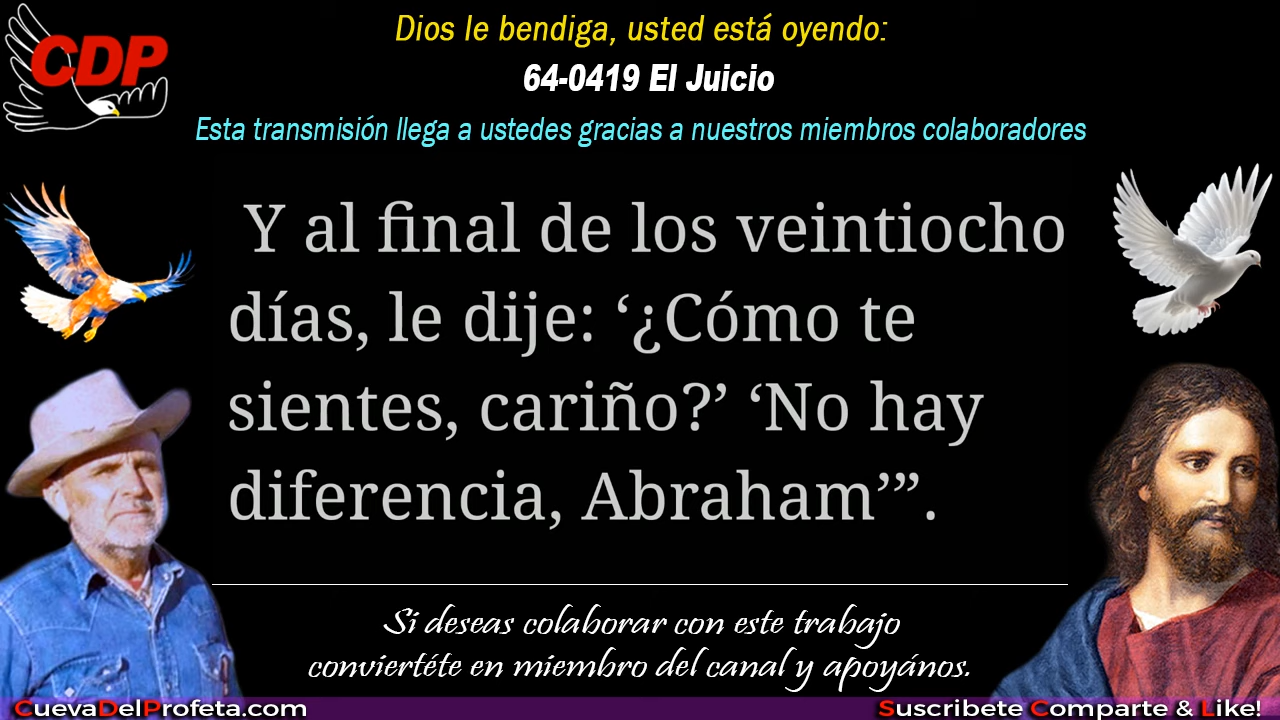 CDP
Dios le bendiga, usted está oyendo:
64-0419 El Juicio
Esta transmisión llega a ustedes gracias a nuestros miembros colaboradores
Y al final de los veintiocho
días, le dije: ‘¿Cómo te
sientes, cariño?’ ‘No hay
diferencia, Abraham’”.
Si deseas colaborar con este trabajo
conviertéte en miembro del canal y apoyános.
CuevaDelProfeta.com
Suscribete Comparte & Like!